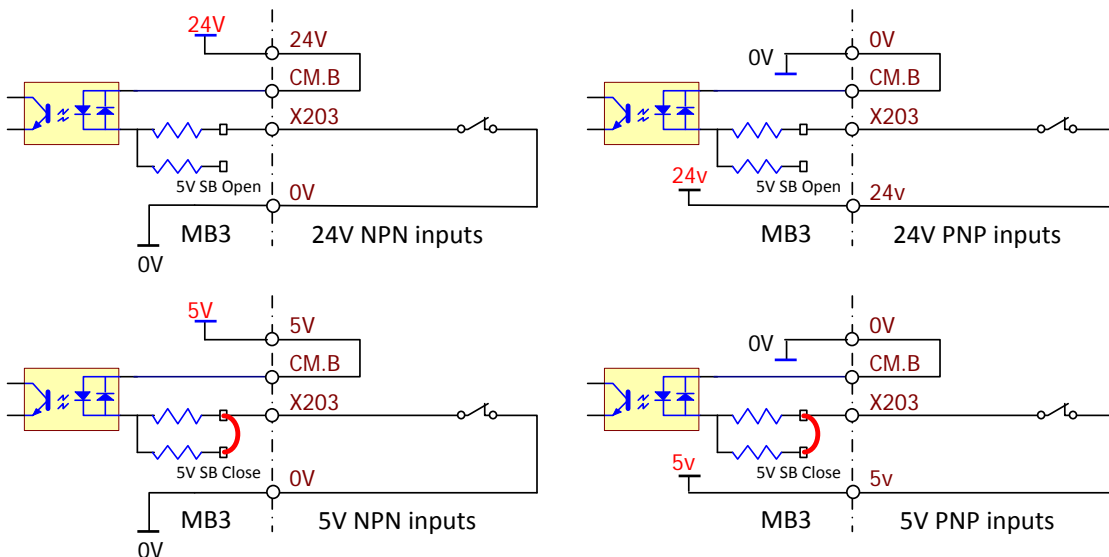 24V
24V
CM.B
X203
5V SB Open
0V
MB3
24V NPN inputs
0V
0V
0V
CM.B
X203
5V SB Open
24v
24v
MB3
24V PNP inputs
5V
5V
CM.B
X203
5V SB Close
0V
MB3
5V NPN inputs
0V
0V
0V
CM.B
X203
5V SB Close
5v
5v
MB3
5V PNP inputs